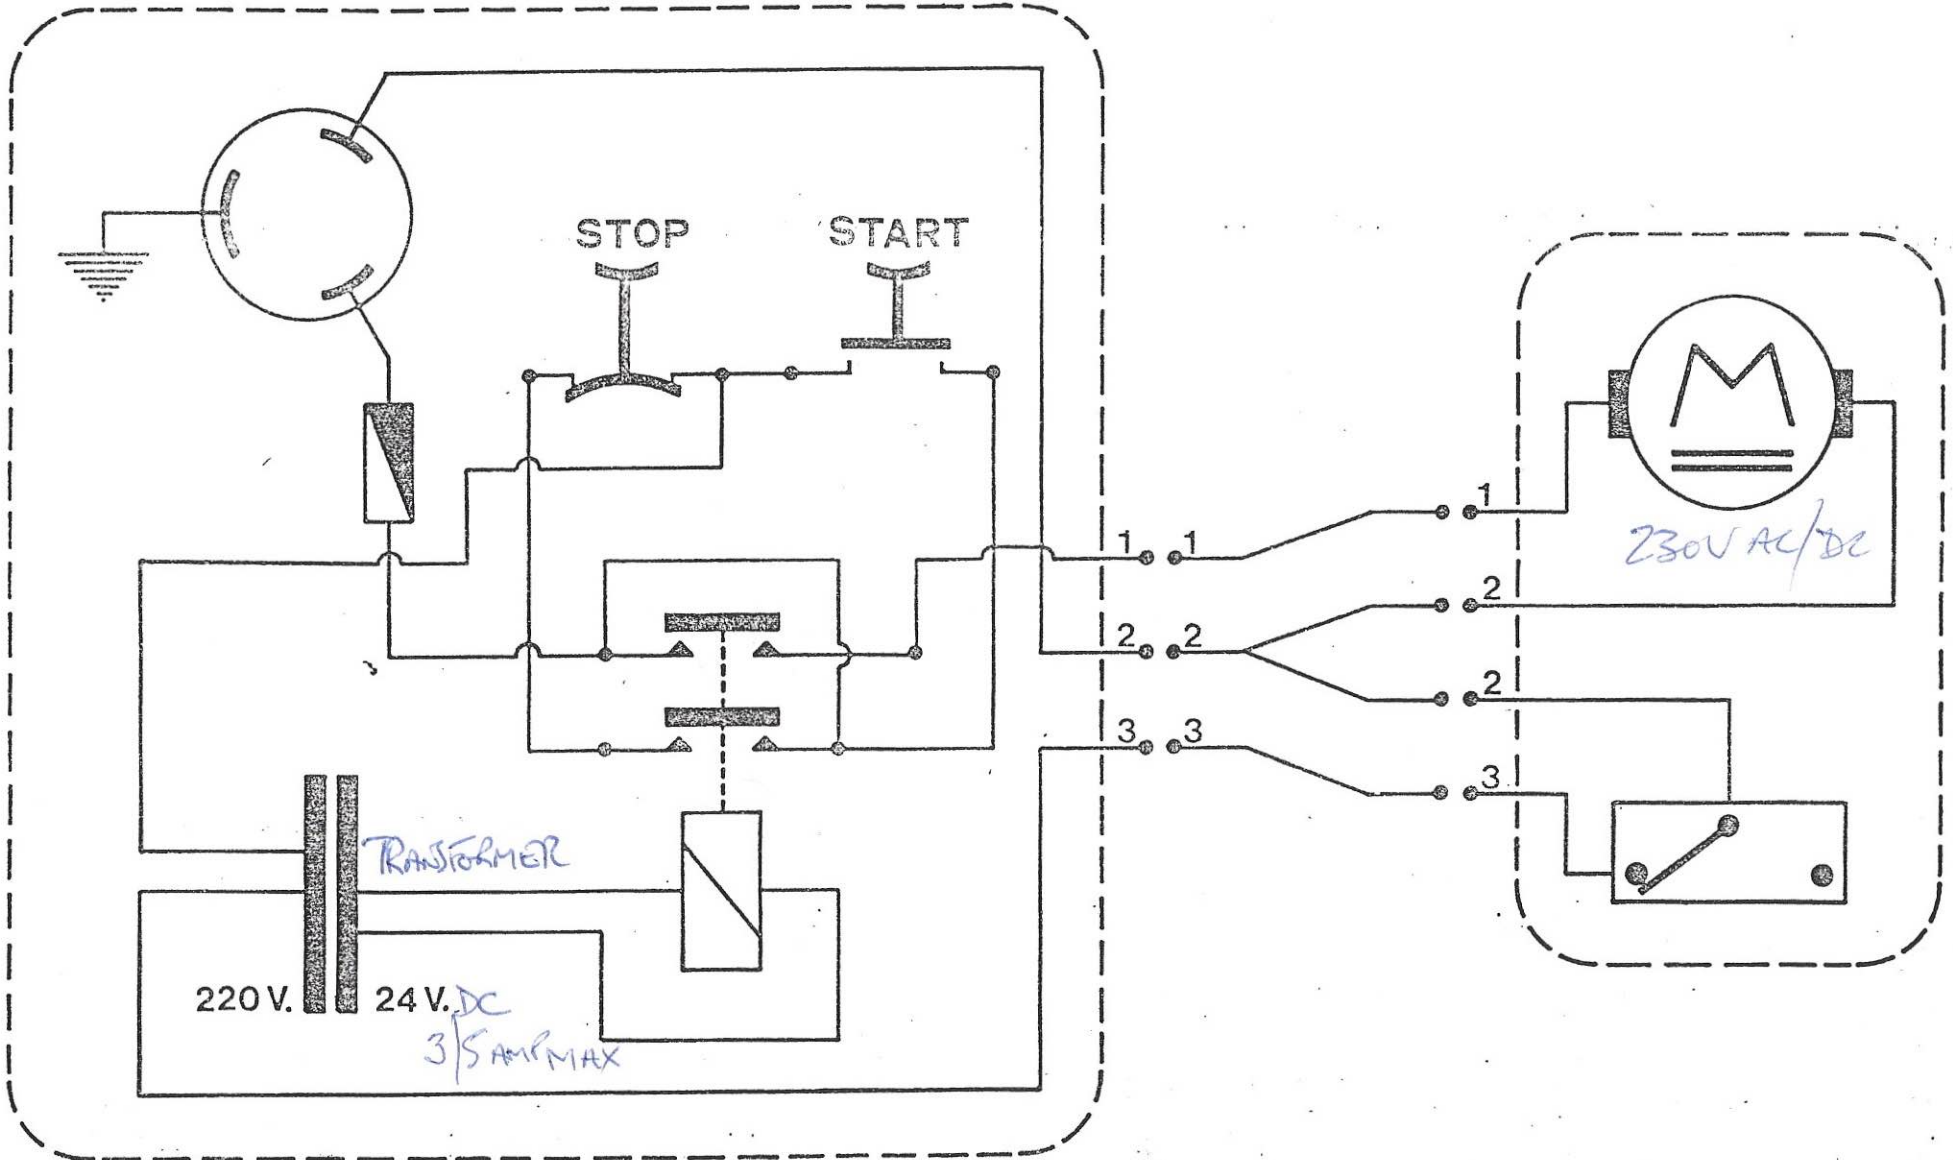 STOP
START
M
1
1
1
230V AC/DC
2
2
2
2
3
3
3
TRANSFORMER
220 V.
24 V. DC
3/5 AMP MAX